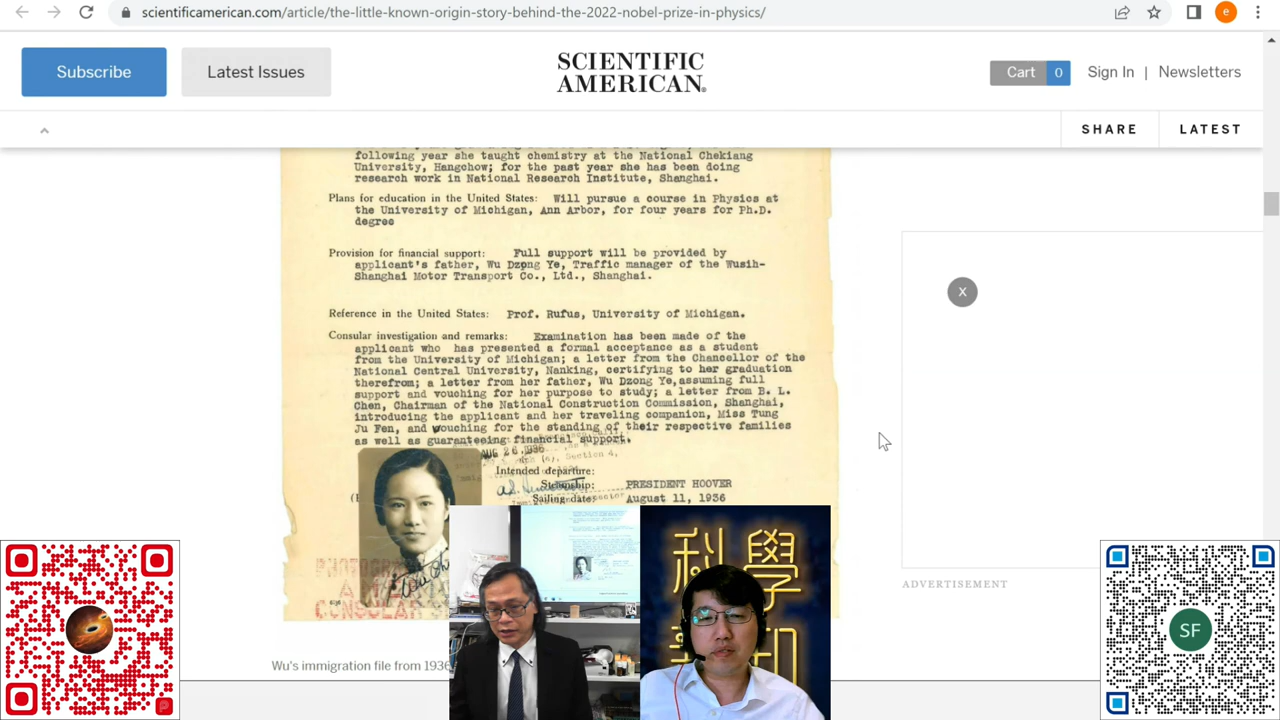 scientificamerican.com/article/the-little-known-origin-story-behind-the-2022-nobel-prize-in-physics/
e
Subscribe
Latest Issues
SCIENTIFIC
AMERICAN®
Cart 0
Sign In | Newsletters
SHARE
LATEST
following year she taught chemistry at the National Chekiang
University, Hangchow; for the past year she has been doing
research work in National Research Institute, Shanghai.
Plans for education in the United States: Will pursue a course in Physics at
the University of Michigan, Ann Arbor, for four years for Ph.D.
degree
Provision for financial support: Full support will be provided by
applicant's father, Wu Dzong Ye, Traffic manager of the Wusih-
Shanghai Motor Transport Co., Ltd., Shanghai.
Reference in the United States: Prof. Rufus, University of Michigan.
Consular investigation and remarks: Examination has been made of the
applicant who has presented a formal acceptance as a student
from the University of Michigan; a letter from the Chancellor of the
National Central University, Nanking, certifying to her graduation
therefrom; a letter from her father, Wu Dzong Ye,assuming full
support and vouching for her purpose to study; a letter from B. L.
Chen, Chairman of the National Construction Commission, Shanghai,
introducing the applicant and her traveling companion, Miss Tung
Ju Fen, and vouching for the standing of their respective families
as well as guaranteeing financial support.
AUG 26 1936
Section 4,
Intended departure:
Steamship: PRESIDENT HOOVER
Sailing date: August 11, 1936
X
ADVERTISEMENT
Wu's immigration file from 1936
科學
刊
SF